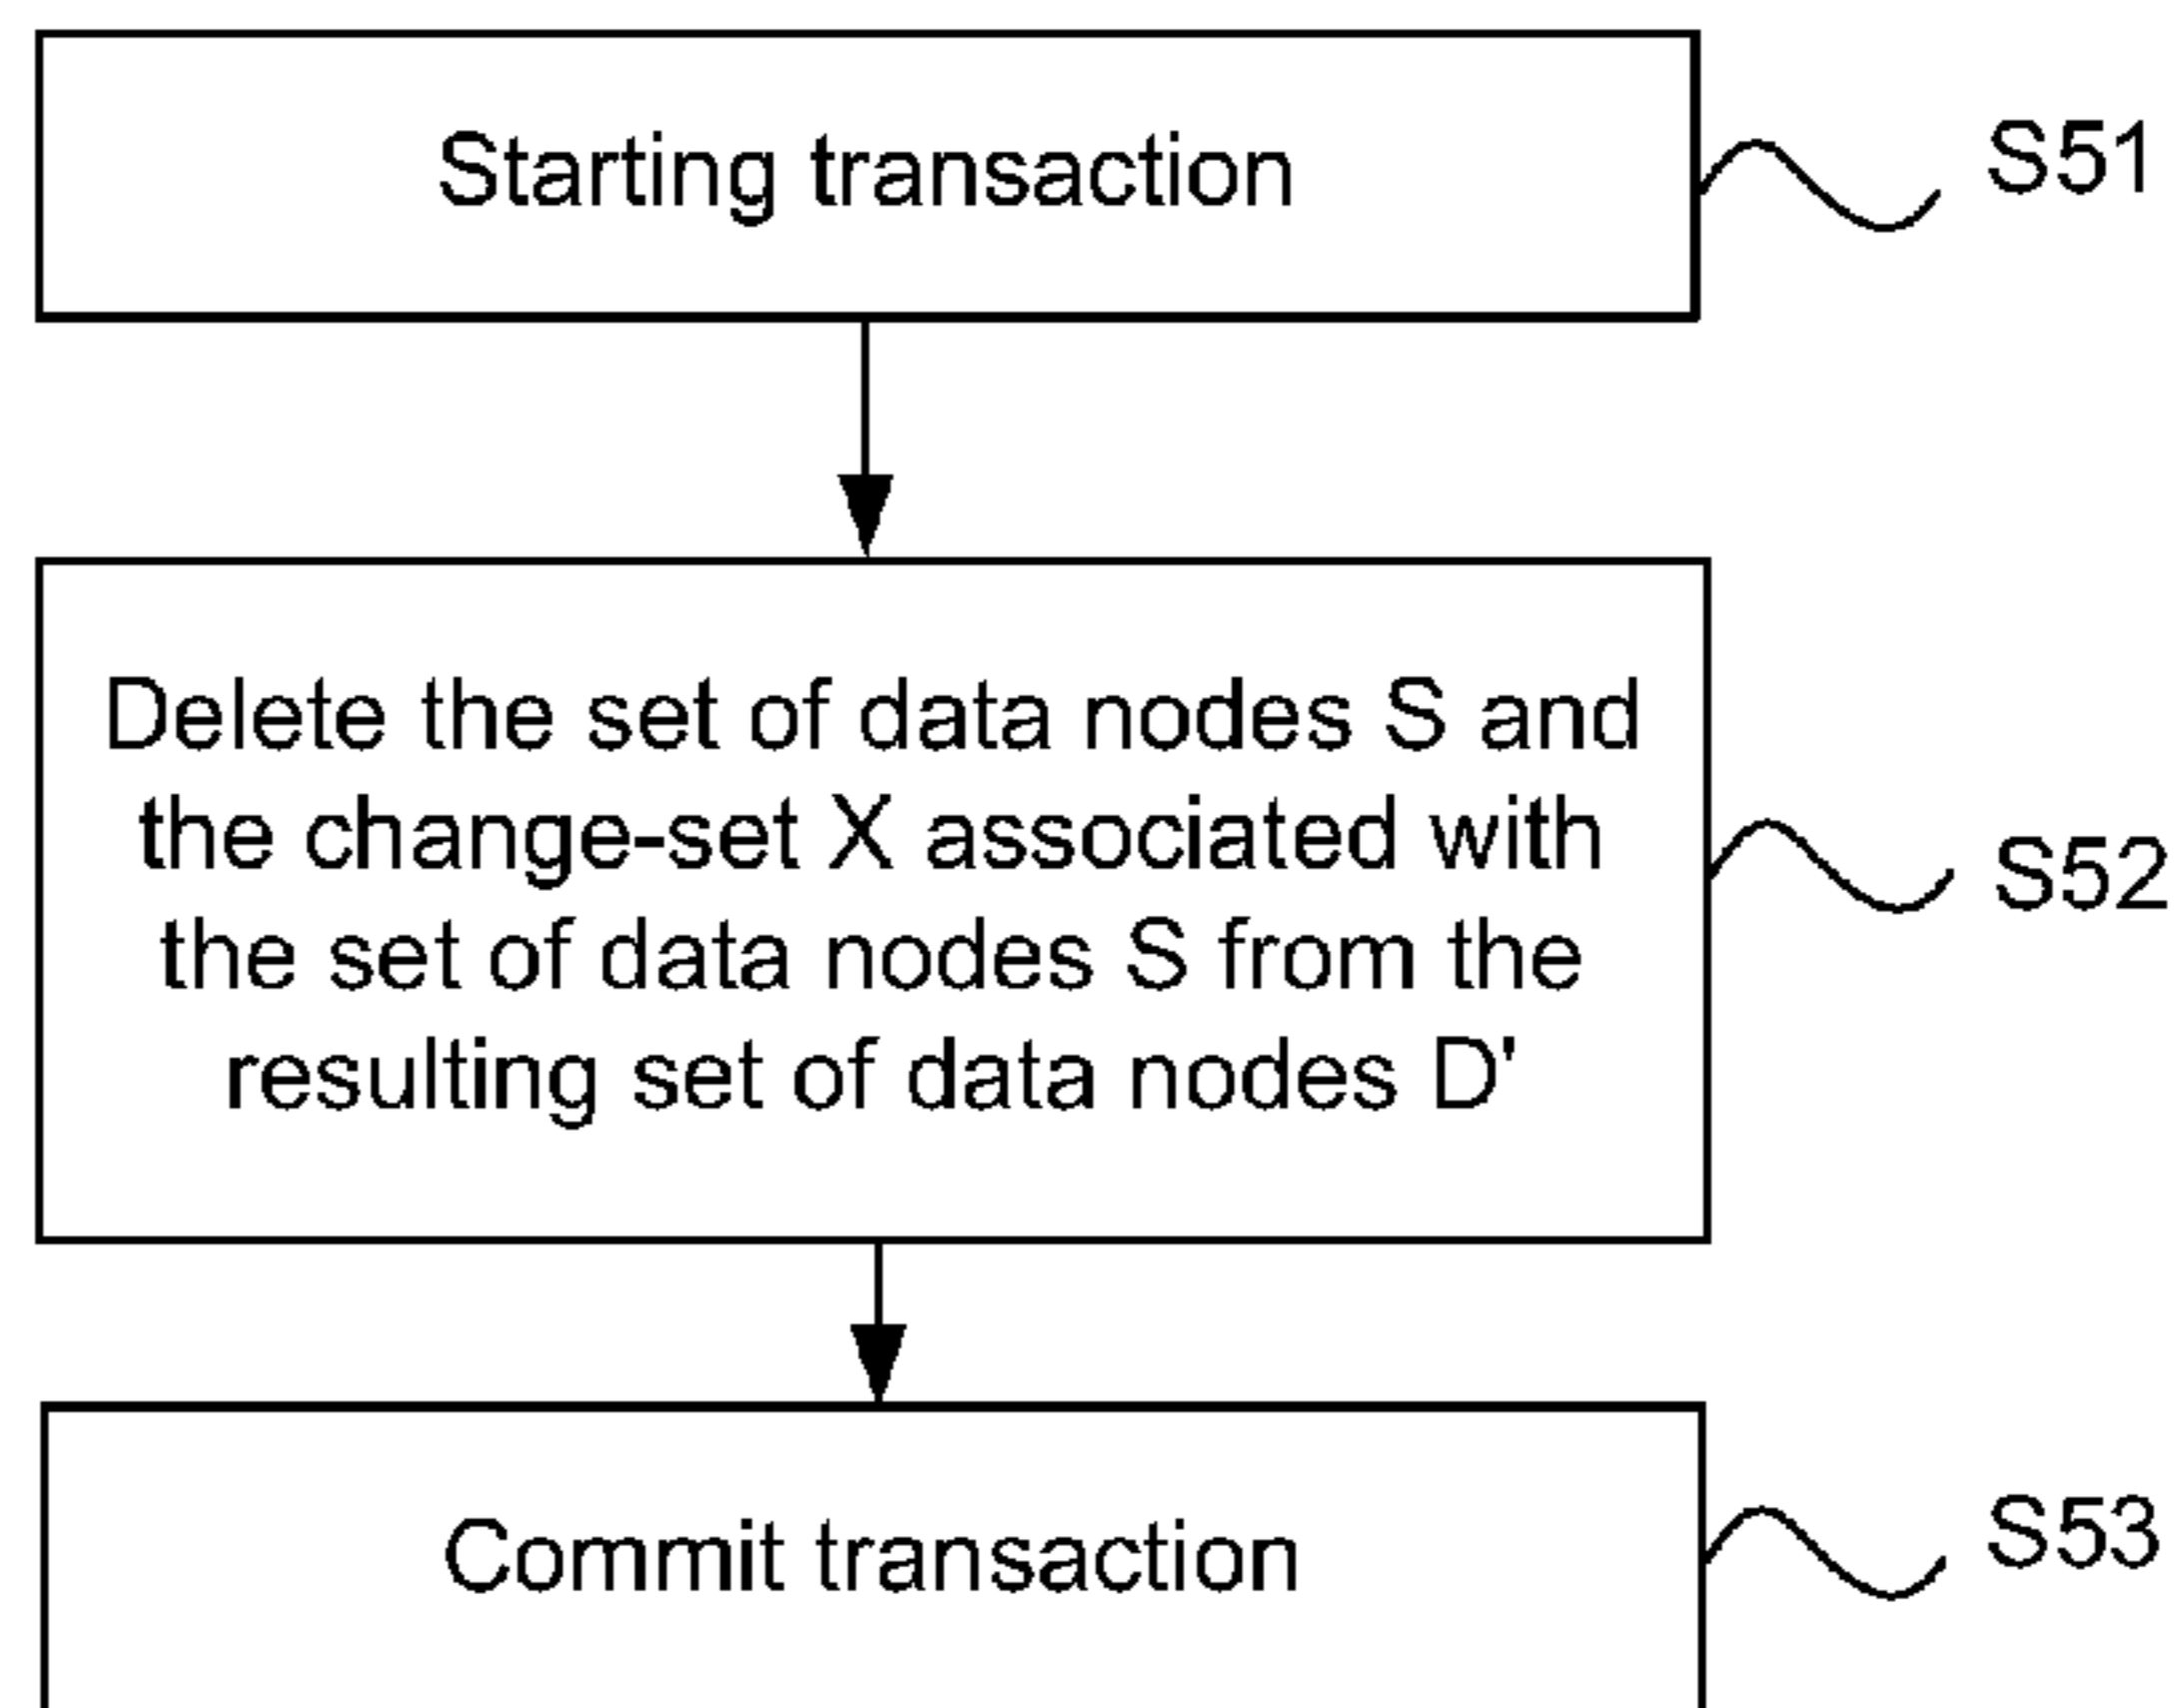 Starting transaction
S51
Delete the set of data nodes S and
the change-set X associated with
the set of data nodes S from the
resulting set of data nodes D'
S52
Commit transaction
S53